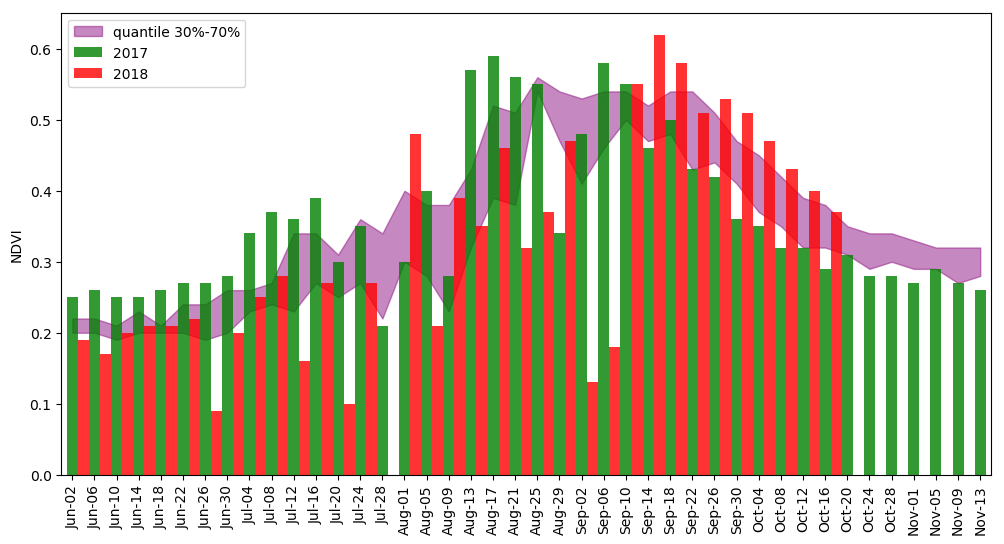 quantile 30%-70%
2017
2018
NDVI
0.6
0.5
0.4
0.3
0.2
0.1
0.0
Jun-02
Jun-06
Jun-10
Jun-14
Jun-18
Jun-22
Jun-26
Jun-30
Jul-04
Jul-08
Jul-12
Jul-16
Jul-20
Jul-24
Jul-28
Aug-01
Aug-05
Aug-09
Aug-13
Aug-17
Aug-21
Aug-25
Aug-29
Sep-02
Sep-06
Sep-10
Sep-14
Sep-18
Sep-22
Sep-26
Sep-30
Oct-04
Oct-08
Oct-12
Oct-16
Oct-20
Oct-24
Oct-28
Nov-01
Nov-05
Nov-09
Nov-13